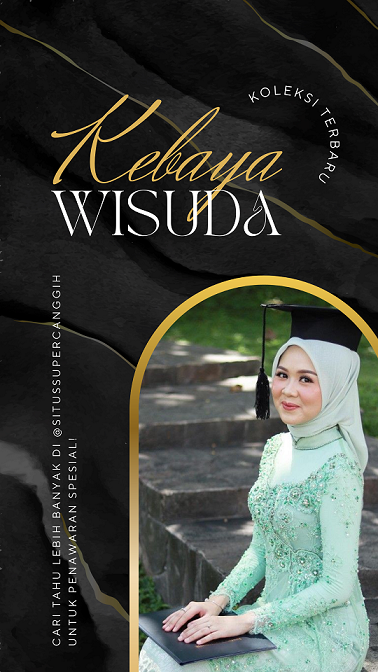 KOLEKSI TERBARU
Kebaya
WISUDA
CARI TAHU LEBIH BANYAK DI @SITUSSUPERCANGGIH
UNTUK PENAWARAN SPESIAL!